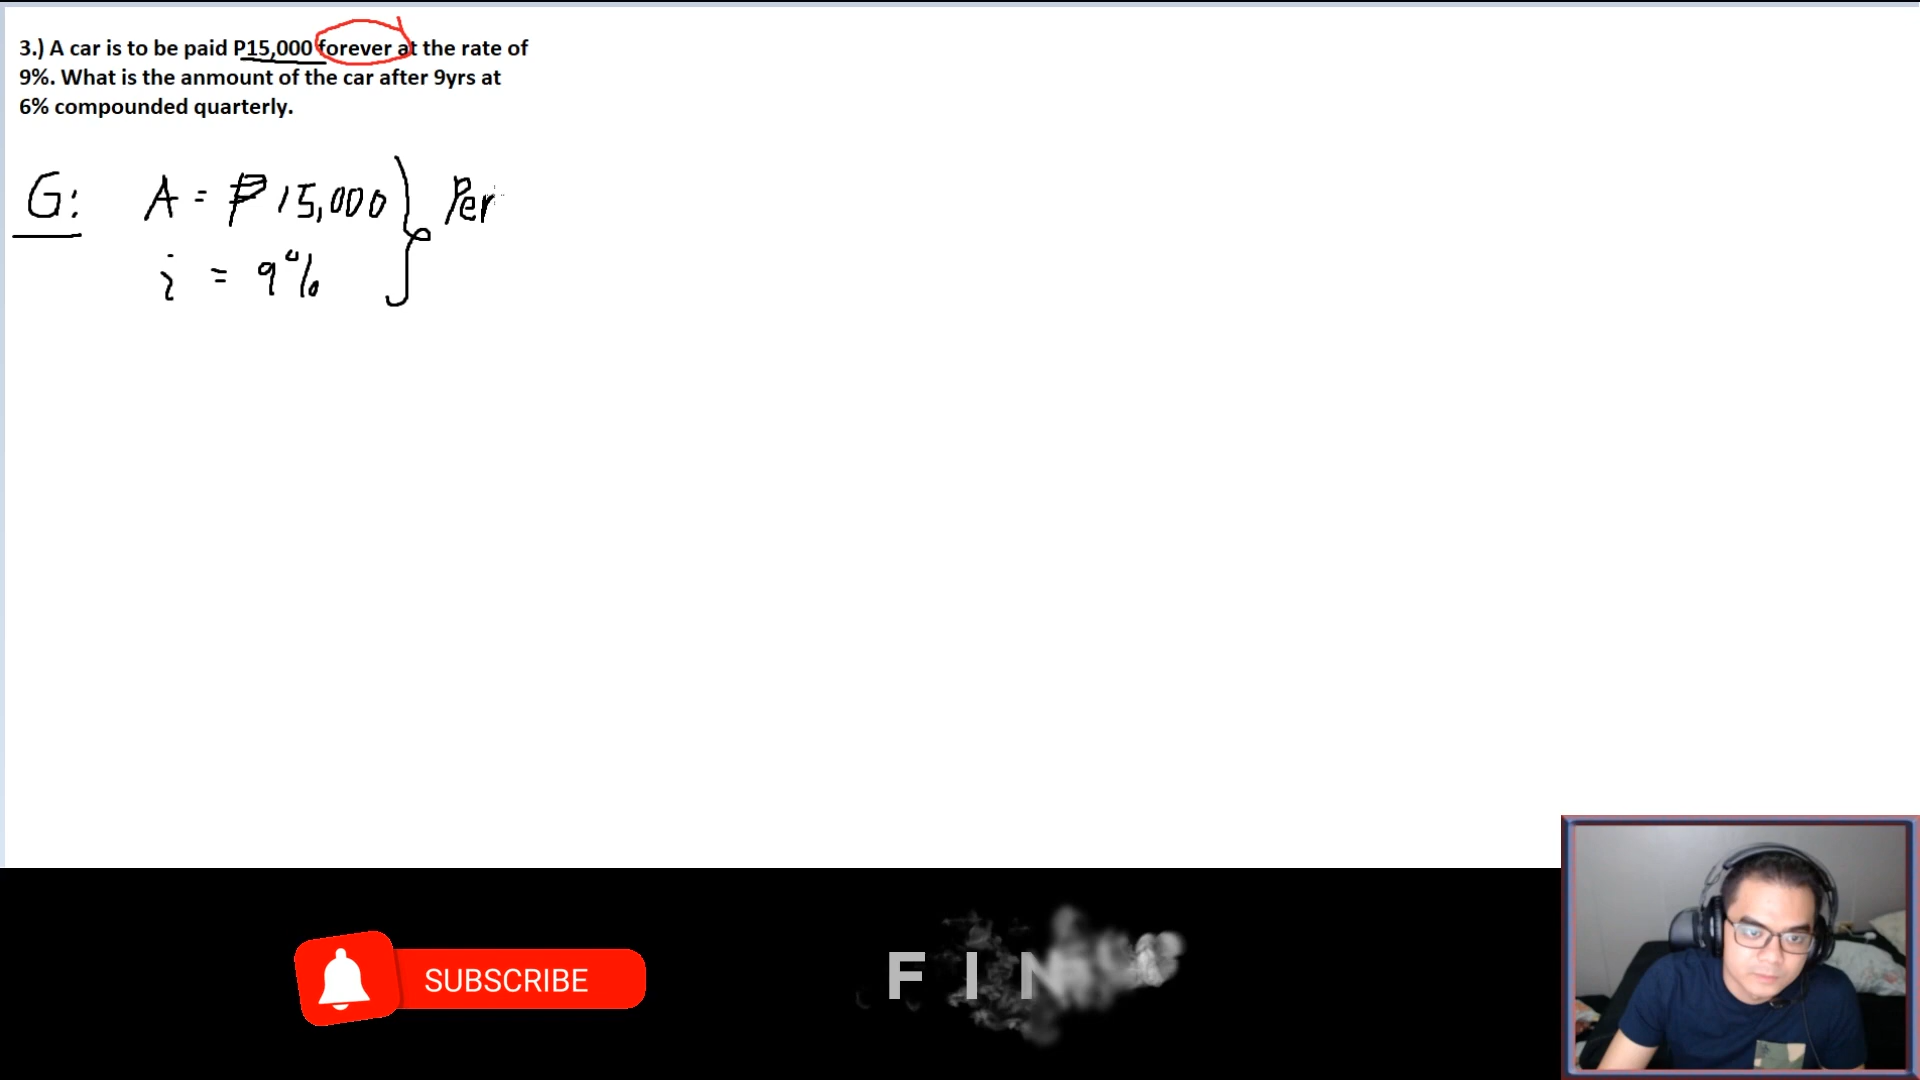 3.) A car is to be paid P15,000 forever at the rate of
9%. What is the anmount of the car after 9yrs at
6% compounded quarterly.
G: A = ₱15,000 } Per
i = 9%
SUBSCRIBE
F I N